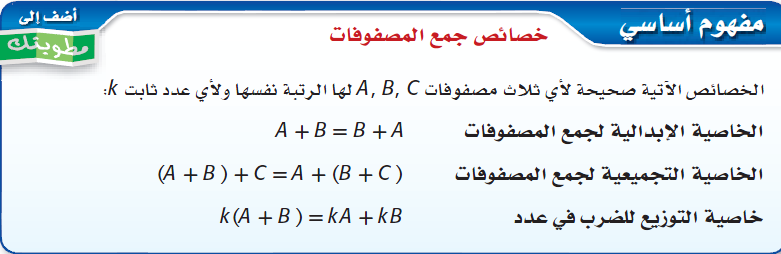 مفهوم أساسي
خصائص جمع المصفوفات
أضف إلى
مطويتك
الخصائص الآتية صحيحة لأي ثلاث مصفوفات A, B, C لها الرتبة نفسها ولأي عدد ثابت k:
الخاصية الإبدالية لجمع المصفوفات A + B = B + A
الخاصية التجميعية لجمع المصفوفات (A + B) + C = A + (B + C)
خاصية التوزيع للضرب في عدد k(A + B) = kA + kB